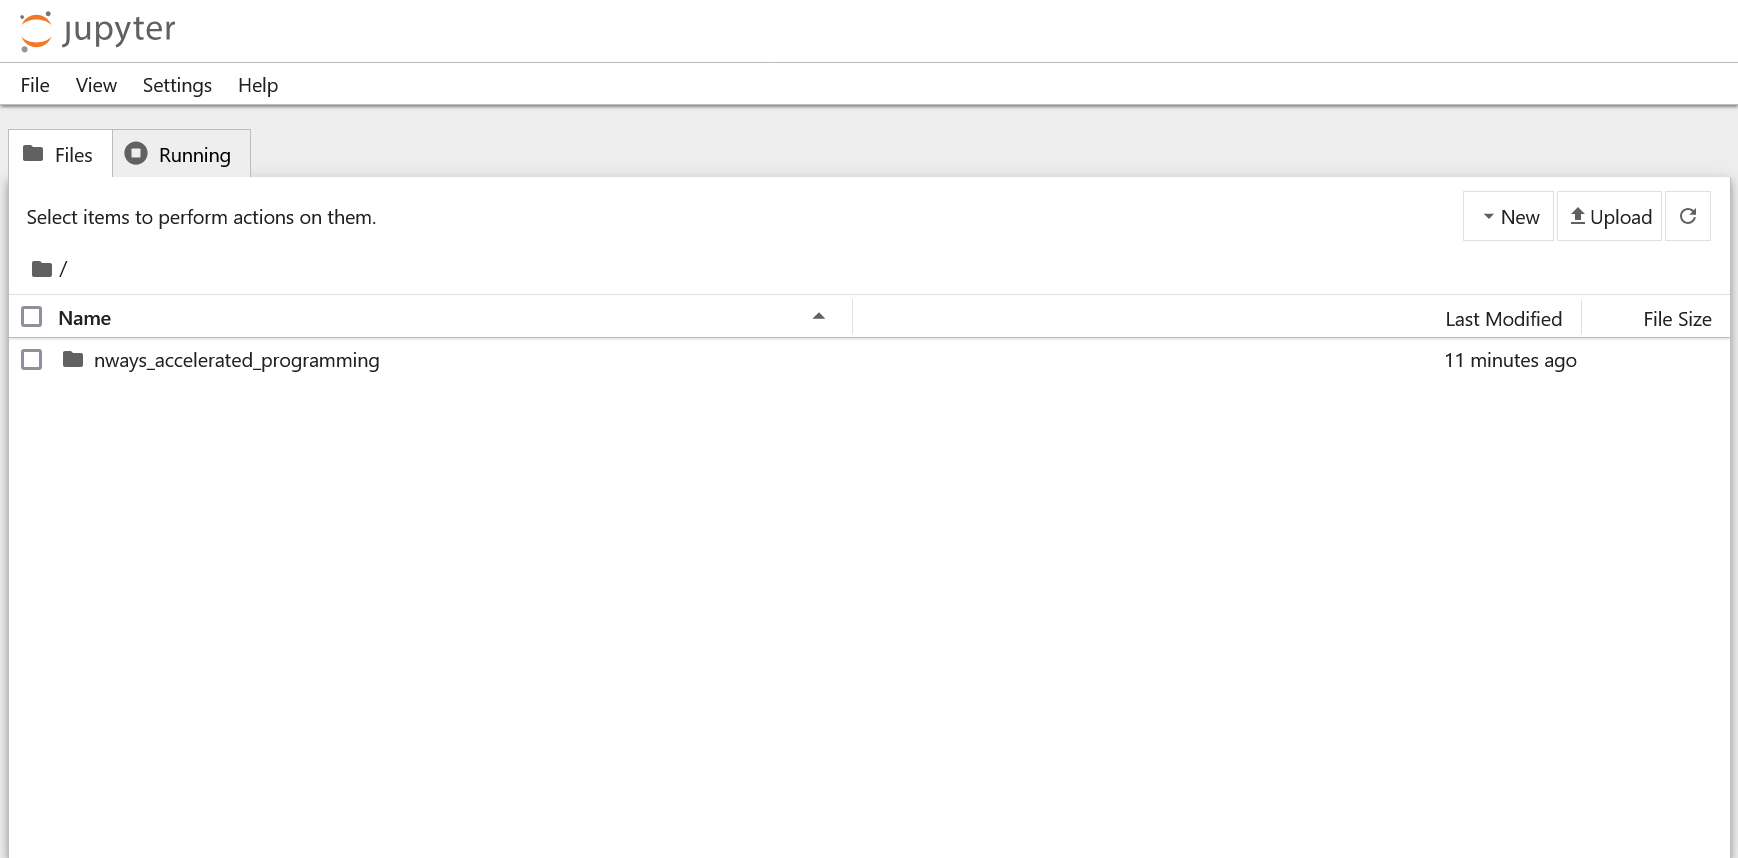 jupyter
File View Settings Help
Files Running
Select items to perform actions on them.
New Upload
/
Name Last Modified File Size
nways_accelerated_programming 11 minutes ago